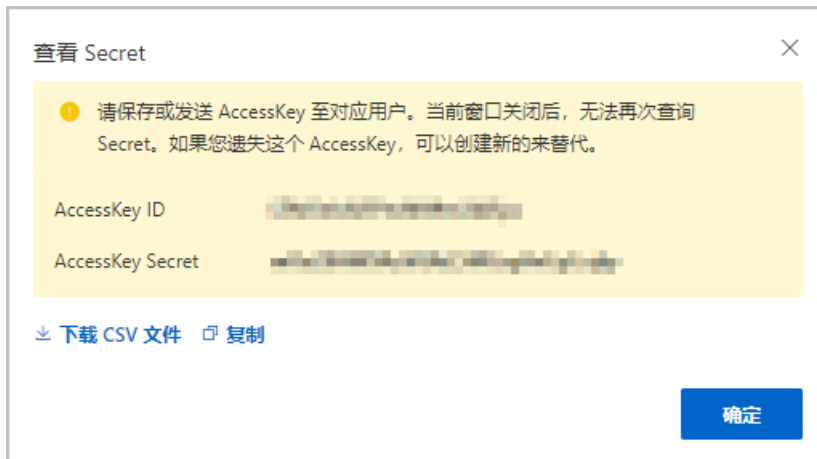 查看 Secret
请保存或发送 AccessKey 至对应用户。当前窗口关闭后，无法再次查询
Secret。如果您遗失这个 AccessKey，可以创建新的来替代。
AccessKey ID
AccessKey Secret
下载 CSV 文件 复制
确定